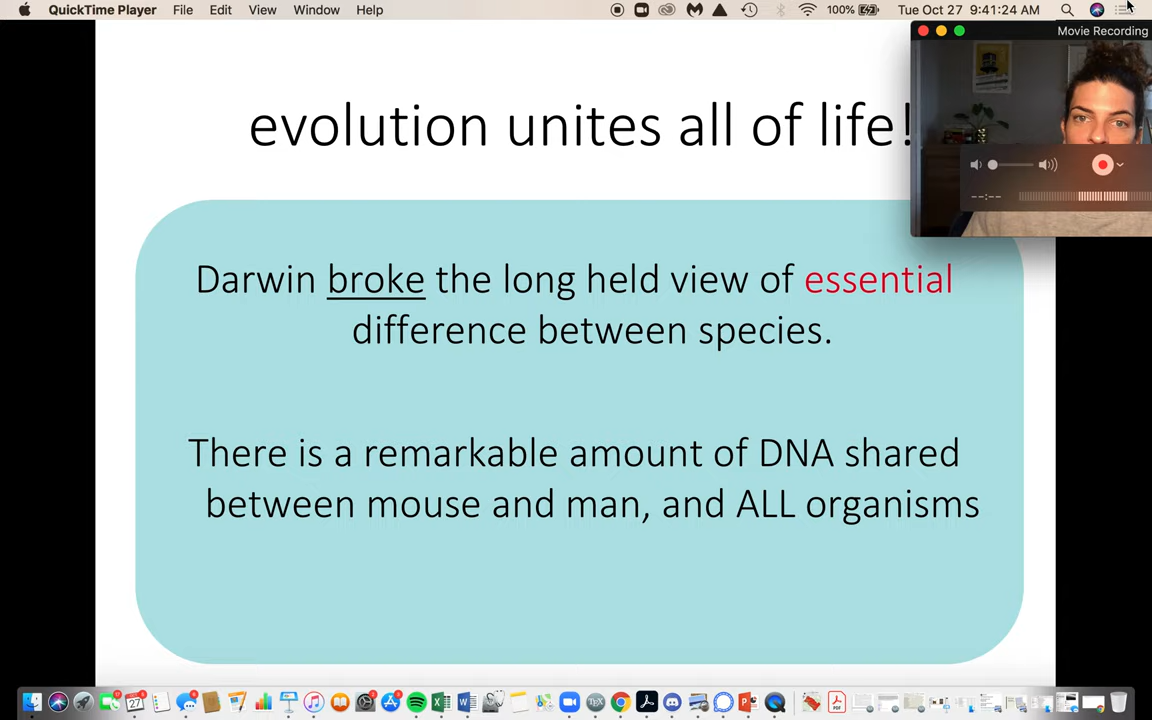 QuickTime Player File Edit View Window Help 100% Tue Oct 27 9:41:24 AM
Movie Recording
evolution unites all of life!
--:--
Darwin broke the long held view of essential
difference between species.
There is a remarkable amount of DNA shared
between mouse and man, and ALL organisms